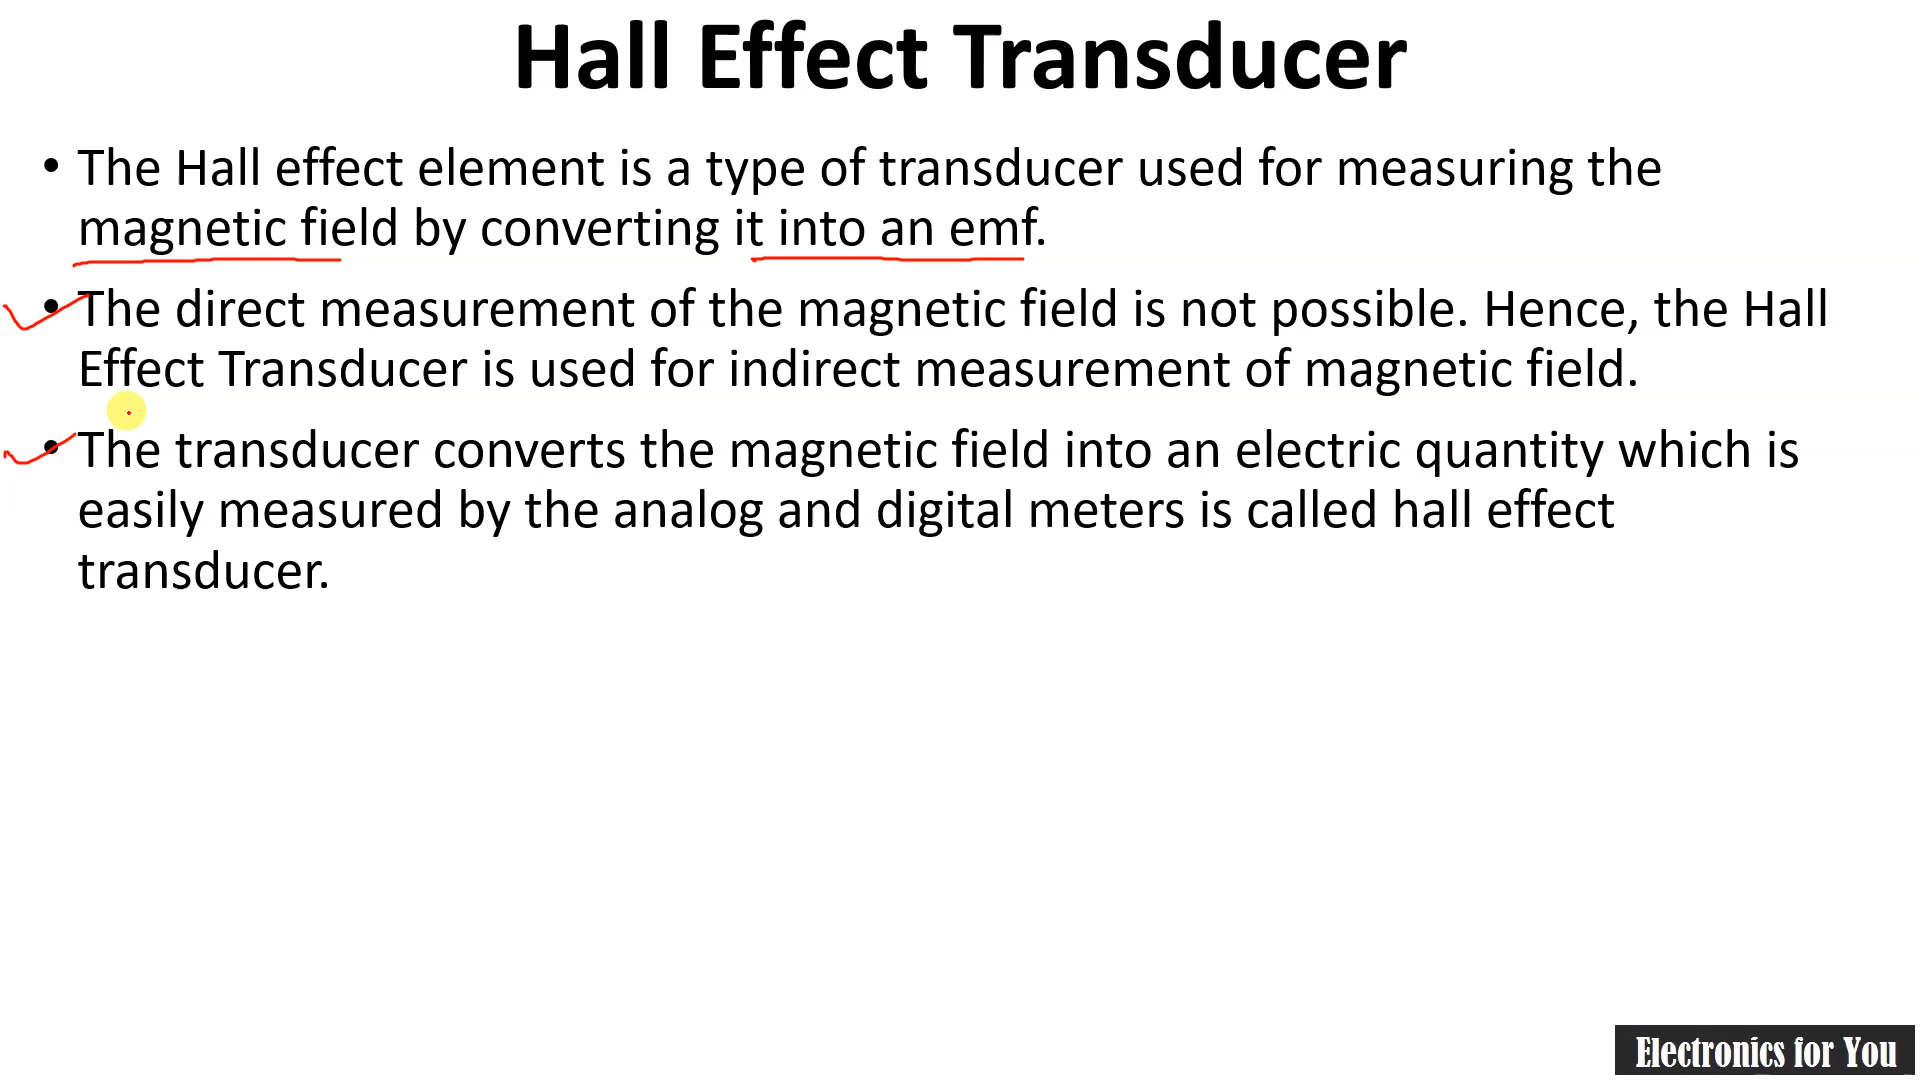 Hall Effect Transducer
• The Hall effect element is a type of transducer used for measuring the
magnetic field by converting it into an emf.
• The direct measurement of the magnetic field is not possible. Hence, the Hall
Effect Transducer is used for indirect measurement of magnetic field.
• The transducer converts the magnetic field into an electric quantity which is
easily measured by the analog and digital meters is called hall effect
transducer.
Electronics for You